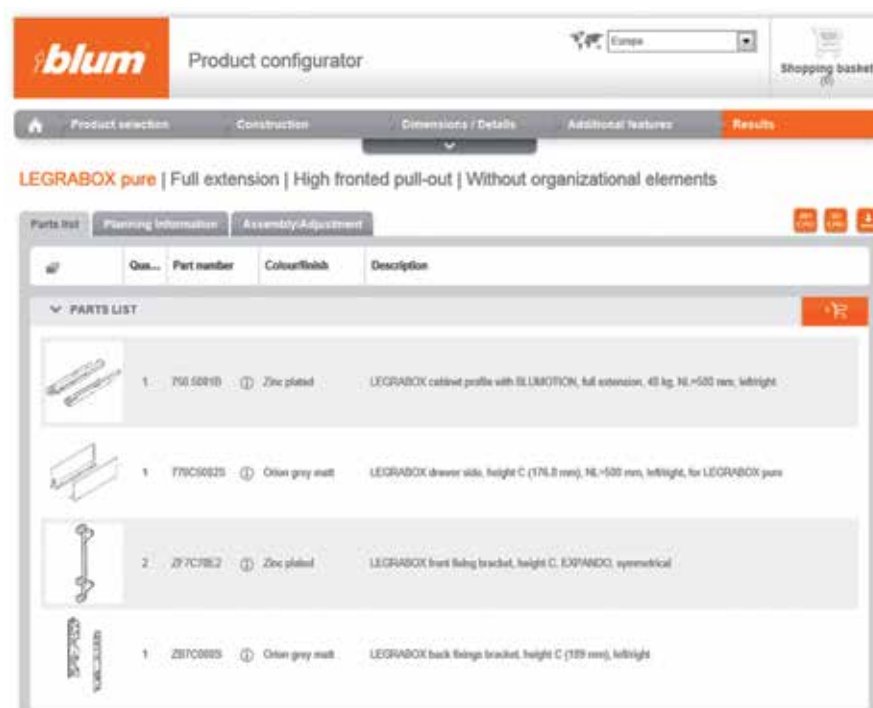 blum
Product configurator
Europe
Shopping basket
(0)
Product selection
Construction
Dimensions / Details
Additional features
Results
LEGRABOX pure | Full extension | High fronted pull-out | Without organizational elements
Parts list
Planning Information
Assembly/Adjustment
Qua... Part number Colour/finish Description
PARTS LIST
1 Zinc plated LEGRABOX cabinet profile with BLUMOTION, full extension, 40 kg, NL=500 mm, left/right
1 770C5002S Orion grey matt LEGRABOX drawer side, height C (176.8 mm), NL=500 mm, left/right, for LEGRABOX pure
2 ZF7C70E2 Zinc plated LEGRABOX front fixing bracket, height C, EXPANDO, symmetrical
1 ZB7C000S Orion grey matt LEGRABOX back fixings bracket, height C (189 mm), left/right